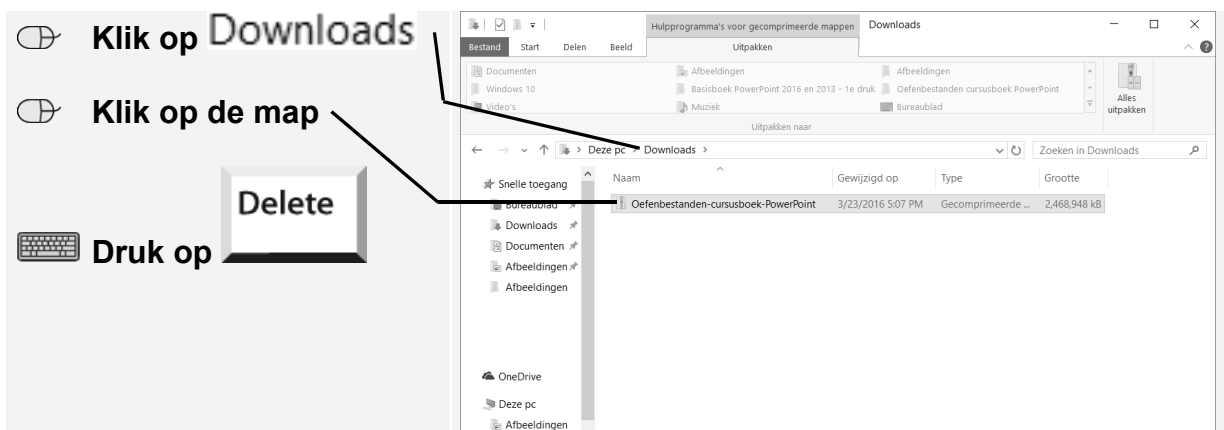 Klik op Downloads
Klik op de map
Delete
Druk op
Hulpprogramma's voor gecomprimeerde mappen Downloads
Bestand Start Delen Beeld Uitpakken
Documenten Afbeeldingen Afbeeldingen
Windows 10 Basisboek PowerPoint 2016 en 2013 - 1e druk Oefenbestanden cursusboek PowerPoint
Video's Muziek Bureaublad
Alles uitpakken
Uitpakken naar
Deze pc > Downloads > Zoeken in Downloads
Naam Gewijzigd op Type Grootte
Snelle toegang
Bureaublad Oefenbestanden-cursusboek-PowerPoint 3/23/2016 5:07 PM Gecomprimeerde ... 2,468,948 kB
Downloads
Documenten
Afbeeldingen
Afbeeldingen
OneDrive
Deze pc
Afbeeldingen